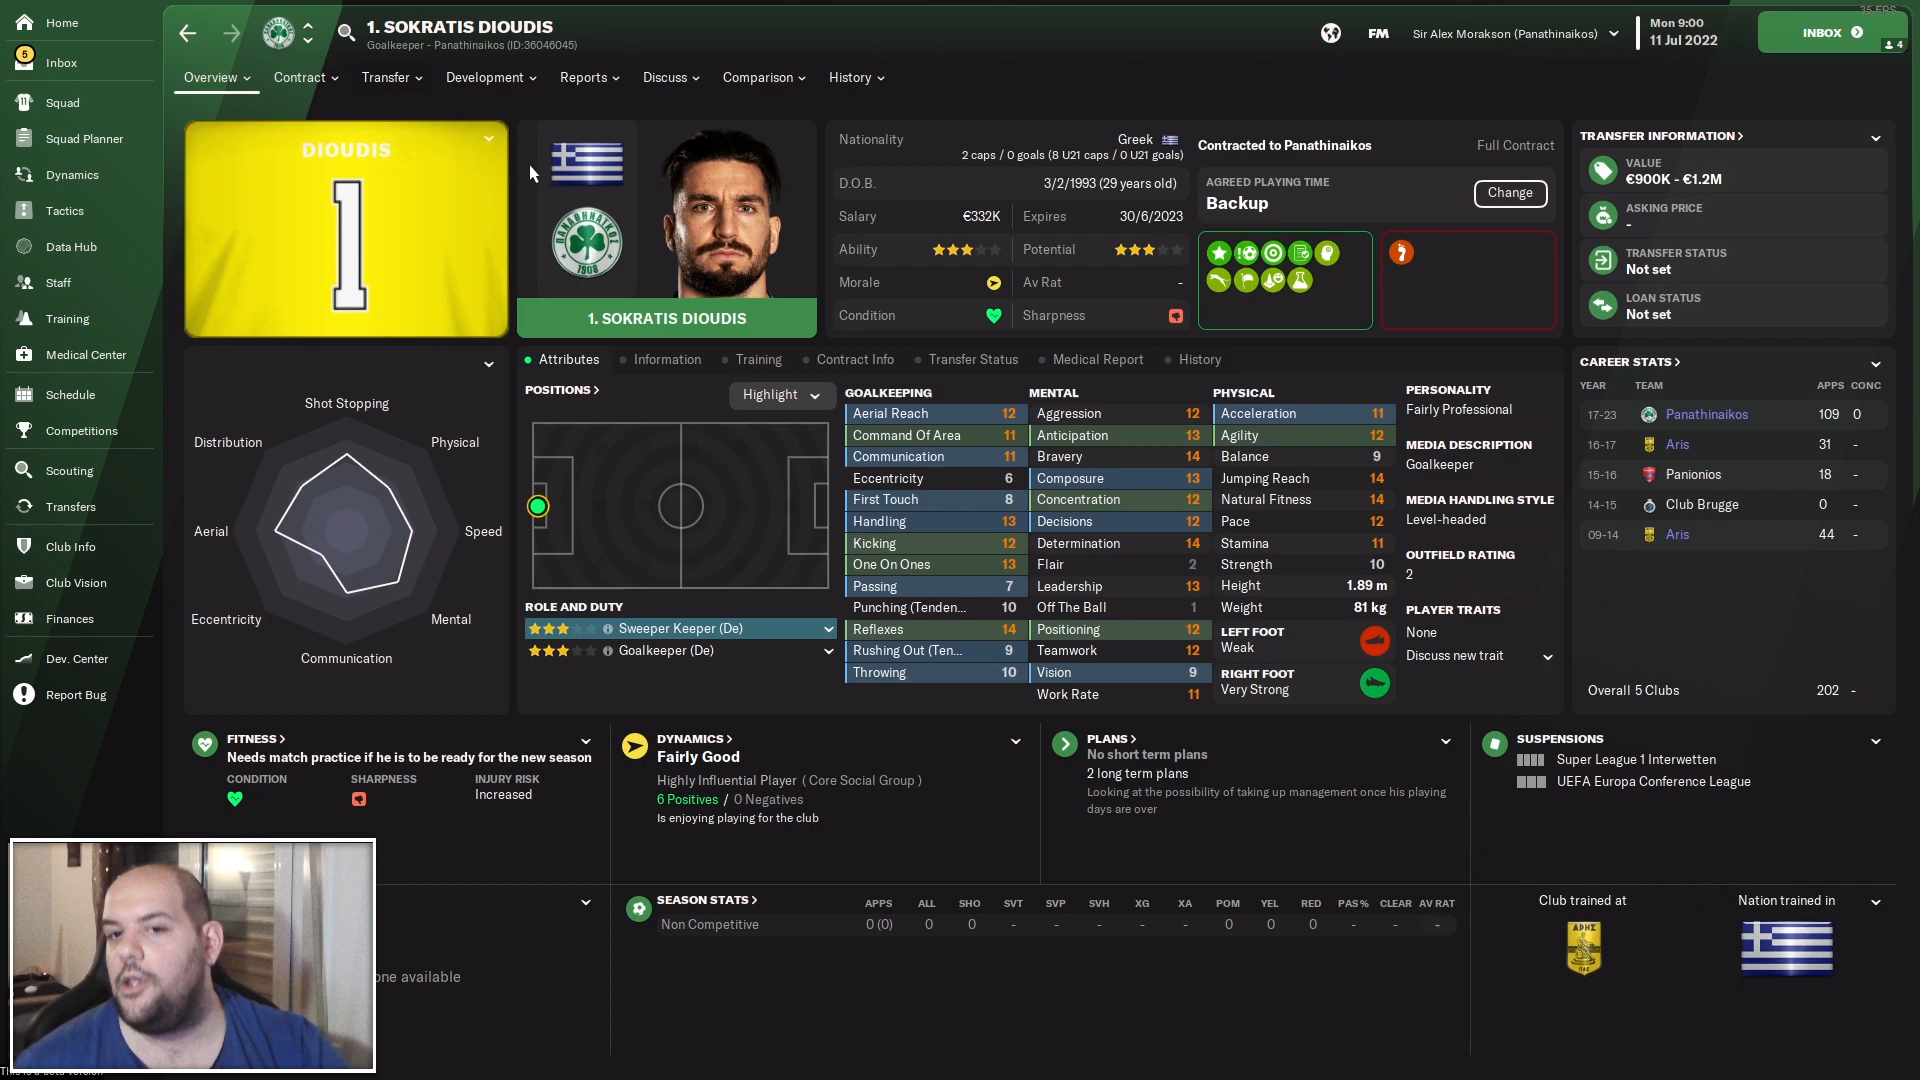 Home
Inbox
5
Squad
Squad Planner
Dynamics
Tactics
Data Hub
Staff
Training
Medical Center
Schedule
Competitions
Scouting
Transfers
Club Info
Club Vision
Finances
Dev. Center
Report Bug
1. SOKRATIS DIOUDIS
Goalkeeper - Panathinaikos (ID:36046045)
FM
Sir Alex Morakson (Panathinaikos)
Mon 9:00
11 Jul 2022
INBOX
4
35 FPS
Overview
Contract
Transfer
Development
Reports
Discuss
Comparison
History
DIOUDIS
1
ΠΑΝΑΘΗΝΑΪΚΟΣ
1908
1. SOKRATIS DIOUDIS
Nationality Greek
2 caps / 0 goals (8 U21 caps / 0 U21 goals)
D.O.B. 3/2/1993 (29 years old)
Salary €332K Expires 30/6/2023
Ability Potential
Morale Av Rat -
Condition Sharpness
Contracted to Panathinaikos Full Contract
AGREED PLAYING TIME
Backup
Change
TRANSFER INFORMATION
VALUE
€900K - €1.2M
ASKING PRICE
-
TRANSFER STATUS
Not set
LOAN STATUS
Not set
Shot Stopping
Physical
Speed
Mental
Communication
Eccentricity
Aerial
Distribution
Attributes
Information
Training
Contract Info
Transfer Status
Medical Report
History
POSITIONS
Highlight
ROLE AND DUTY
Sweeper Keeper (De)
Goalkeeper (De)
GOALKEEPING
Aerial Reach 12
Command Of Area 11
Communication 11
Eccentricity 6
First Touch 8
Handling 13
Kicking 12
One On Ones 13
Passing 7
Punching (Tenden... 10
Reflexes 14
Rushing Out (Ten... 9
Throwing 10
MENTAL
Aggression 12
Anticipation 13
Bravery 14
Composure 13
Concentration 12
Decisions 12
Determination 14
Flair 2
Leadership 13
Off The Ball 1
Positioning 12
Teamwork 12
Vision 9
Work Rate 11
PHYSICAL
Acceleration 11
Agility 12
Balance 9
Jumping Reach 14
Natural Fitness 14
Pace 12
Stamina 11
Strength 10
Height 1.89 m
Weight 81 kg
LEFT FOOT
Weak
RIGHT FOOT
Very Strong
PERSONALITY
Fairly Professional
MEDIA DESCRIPTION
Goalkeeper
MEDIA HANDLING STYLE
Level-headed
OUTFIELD RATING
2
PLAYER TRAITS
None
Discuss new trait
CAREER STATS
YEAR TEAM APPS CONC
17-23 Panathinaikos 109 0
16-17 Aris 31 -
15-16 Panionios 18 -
14-15 Club Brugge 0 -
09-14 Aris 44 -
Overall 5 Clubs 202 -
FITNESS
Needs match practice if he is to be ready for the new season
CONDITION SHARPNESS INJURY RISK
Increased
DYNAMICS
Fairly Good
Highly Influential Player ( Core Social Group )
6 Positives / 0 Negatives
Is enjoying playing for the club
PLANS
No short term plans
2 long term plans
Looking at the possibility of taking up management once his playing
days are over
SUSPENSIONS
Super League 1 Interwetten
UEFA Europa Conference League
one available
SEASON STATS APPS ALL SHO SVT SVP SVH XG XA POM YEL RED PAS% CLEAR AV RAT
Non Competitive 0 (0) 0 0 - - - - - 0 0 0 - - -
Club trained at
ΑΡΗΣ
Nation trained in